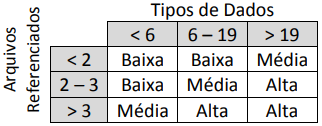 Tipos de Dados
Arquivos
Referenciados
< 6 6 – 19 > 19
< 2 Baixa Baixa Média
2 – 3 Baixa Média Alta
> 3 Média Alta Alta